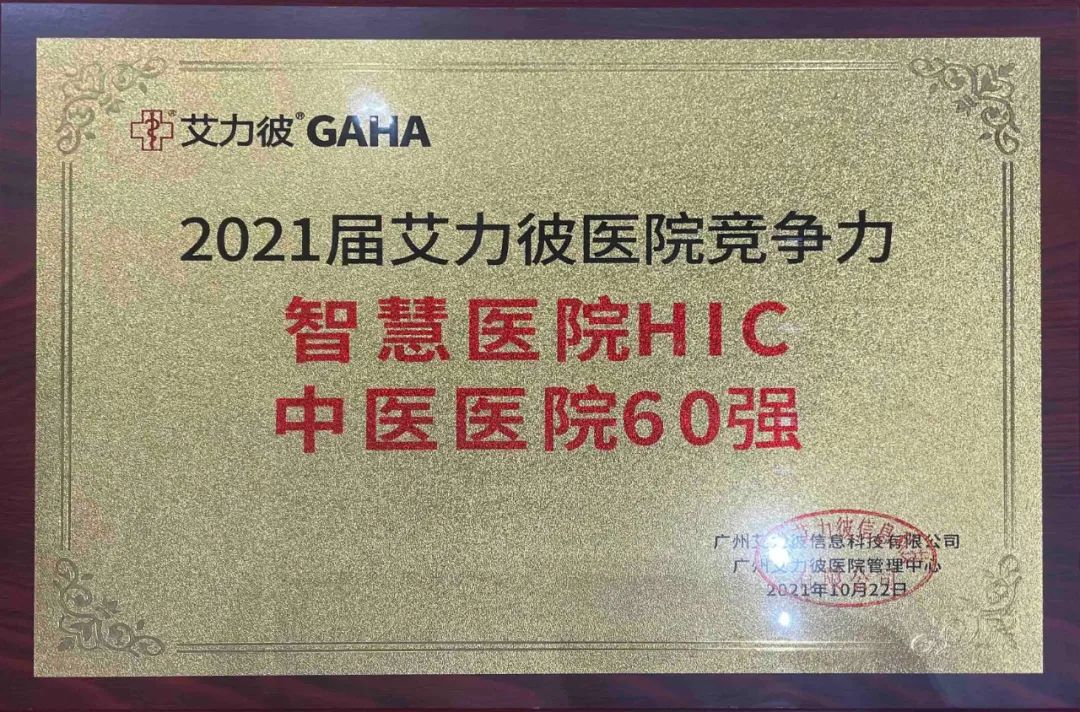 艾力彼® GAHA
2021届艾力彼医院竞争力
智慧医院HIC
中医医院60强
广州艾力彼信息科技有限公司
广州艾力彼医院管理中心
2021年10月22日